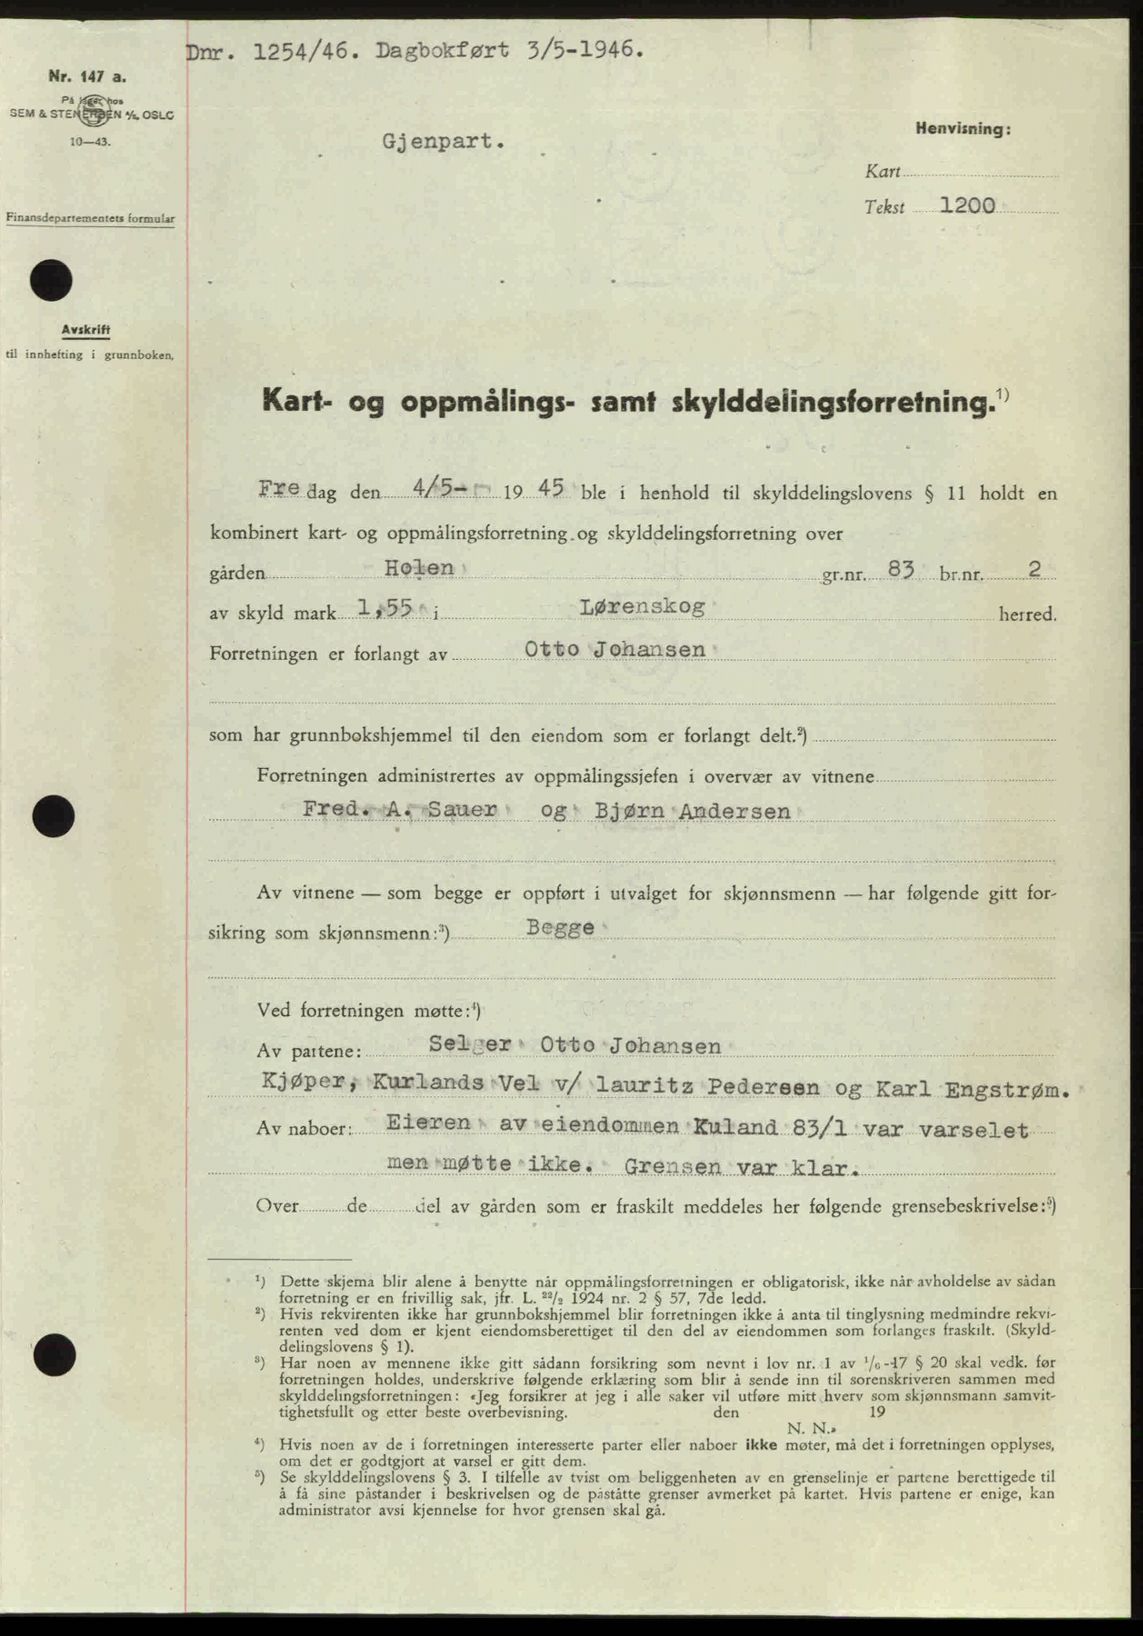 Dnr. 1254/46. Dagbokført 3/5-1946.
Nr. 147 a.
På lager hos
SEM & STENERSEN A/S, OSLO
10—43.
Finansdepartementets formular
Avskrift
til innhefting i grunnboken.
Gjenpart.
Henvisning:
Kart
Tekst 1200
Kart- og oppmålings- samt skylddelingsforretning.¹)
Fredag den 4/5- 1945 ble i henhold til skylddelingslovens § 11 holdt en
kombinert kart- og oppmålingsforretning og skylddelingsforretning over
gården Holen gr.nr. 83 br.nr. 2
av skyld mark 1,55 i Lørenskog herred.
Forretningen er forlangt av Otto Johansen
som har grunnbokshjemmel til den eiendom som er forlangt delt.²)
Forretningen administrertes av oppmålingssjefen i overvær av vitnene
Fred. A. Sauer og Bjørn Andersen
Av vitnene — som begge er oppført i utvalget for skjønnsmenn — har følgende gitt for-
sikring som skjønnsmenn:³) Begge
Ved forretningen møtte:⁴)
Av partene: Selger Otto Johansen
Kjøper, Kurlands Vel v/ lauritz Pedersen og Karl Engstrøm.
Av naboer: Eieren av eiendommen Kuland 83/1 var varselet
men møtte ikke. Grensen var klar.
Over de del av gården som er fraskilt meddeles her følgende grensebeskrivelse:⁵)
¹) Dette skjema blir alene å benytte når oppmålingsforretningen er obligatorisk, ikke når avholdelse av sådan
forretning er en frivillig sak, jfr. L. ²²/₂ 1924 nr. 2 § 57, 7de ledd.
²) Hvis rekvirenten ikke har grunnbokshjemmel blir forretningen ikke å anta til tinglysning medmindre rekvi-
renten ved dom er kjent eiendomsberettiget til den del av eiendommen som forlanges fraskilt. (Skyld-
delingslovens § 1).
³) Har noen av mennene ikke gitt sådann forsikring som nevnt i lov nr. 1 av ¹/₆-17 § 20 skal vedk. før
forretningen holdes, underskrive følgende erklæring som blir å sende inn til sorenskriveren sammen med
skylddelingsforretningen: «Jeg forsikrer at jeg i alle saker vil utføre mitt hverv som skjønnsmann samvit-
tighetsfullt og etter beste overbevisning. den 19
N. N.»
⁴) Hvis noen av de i forretningen interesserte parter eller naboer ikke møter, må det i forretningen opplyses,
om det er godtgjort at varsel er gitt dem.
⁵) Se skylddelingslovens § 3. I tilfelle av tvist om beliggenheten av en grenselinje er partene berettigede til
å få sine påstander i beskrivelsen og de påståtte grenser avmerket på kartet. Hvis partene er enige, kan
administrator avsi kjennelse for hvor grensen skal gå.